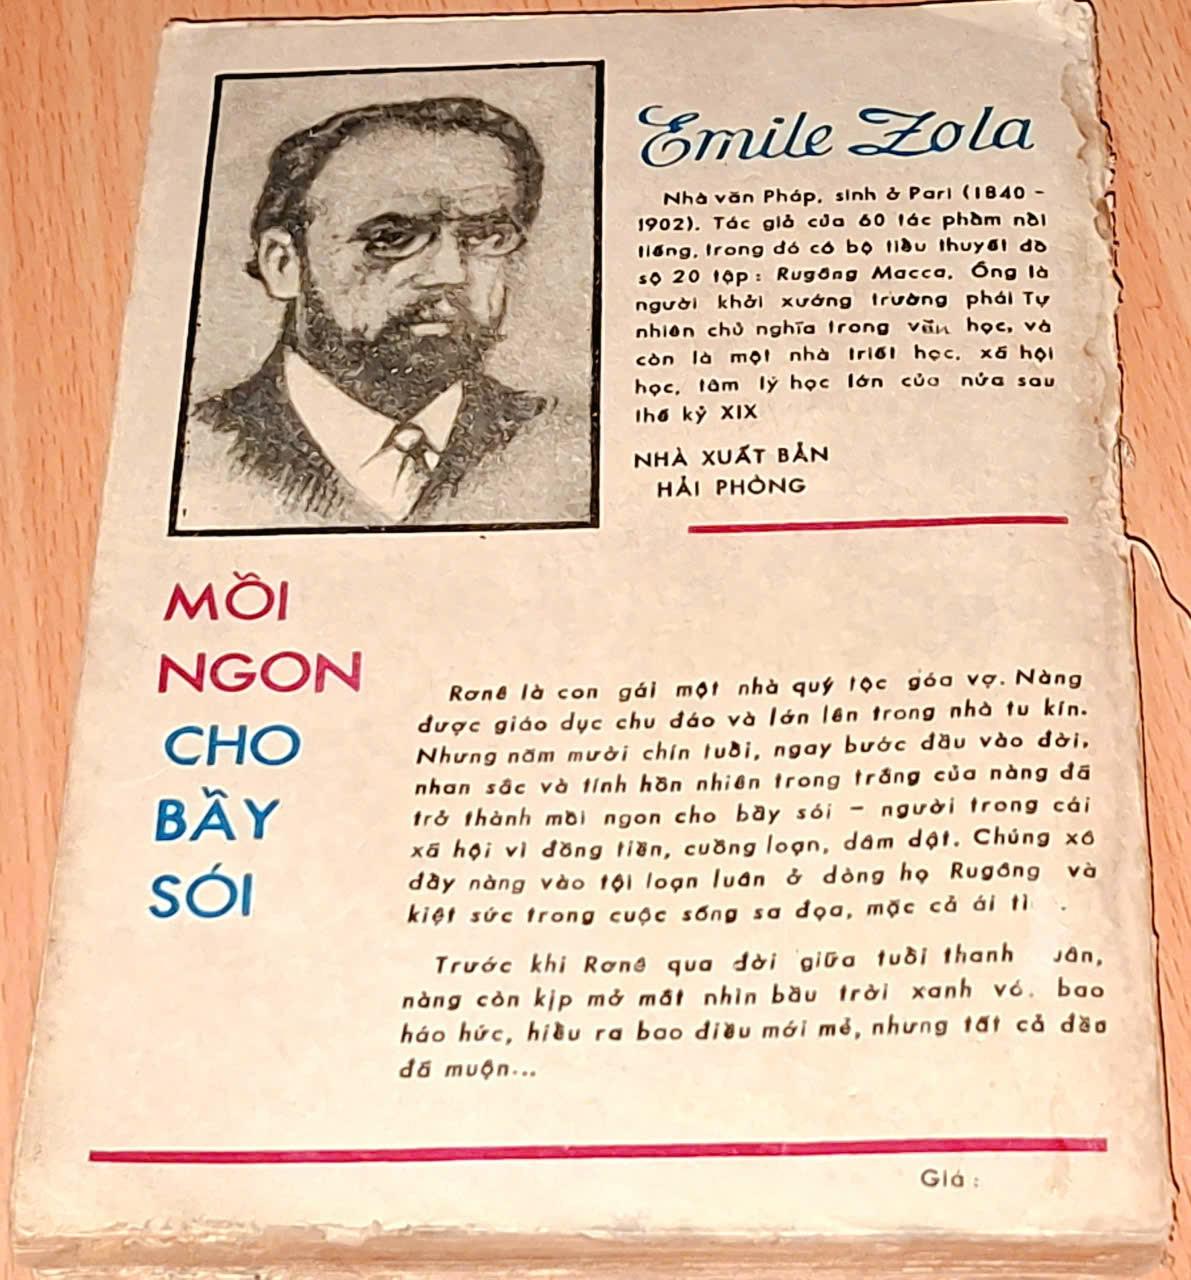 Emile Zola
Nhà văn Pháp, sinh ở Pari (1840 -
1902). Tác giả của 60 tác phẩm nổi
tiếng, trong đó có bộ tiểu thuyết đồ
sộ 20 tập: Rugông Macca. Ông là
người khởi xướng trường phái Tự
nhiên chủ nghĩa trong văn học, và
còn là một nhà triết học, xã hội
học, tâm lý học lớn của nửa sau
thế kỷ XIX
NHÀ XUẤT BẢN
HẢI PHÒNG
MỒI
NGON
CHO
BẦY
SÓI
Rơnê là con gái một nhà quý tộc góa vợ. Nàng
được giáo dục chu đáo và lớn lên trong nhà tu kín.
Nhưng năm mười chín tuổi, ngay bước đầu vào đời,
nhan sắc và tính hồn nhiên trong trắng của nàng đã
trở thành mồi ngon cho bầy sói – người trong cái
xã hội vì đồng tiền, cuồng loạn, dâm dật. Chúng xô
đẩy nàng vào tội loạn luân ở dòng họ Rugông và
kiệt sức trong cuộc sống sa đọa, mặc cả ái
Trước khi Rơnê qua đời giữa tuổi thanh
nàng còn kịp mở mắt nhìn bầu trời xanh bao
háo hức, hiểu ra bao điều mới mẻ, nhưng tất cả đều
đã muộn...
Giá :